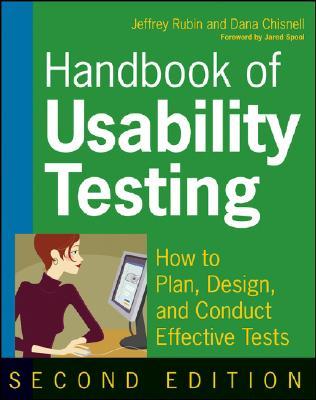 Jeffrey Rubin and Dana Chisnell
Foreword by Jared Spool
Handbook of
Usability
Testing
How to
Plan, Design,
and Conduct
Effective Tests
SECOND EDITION